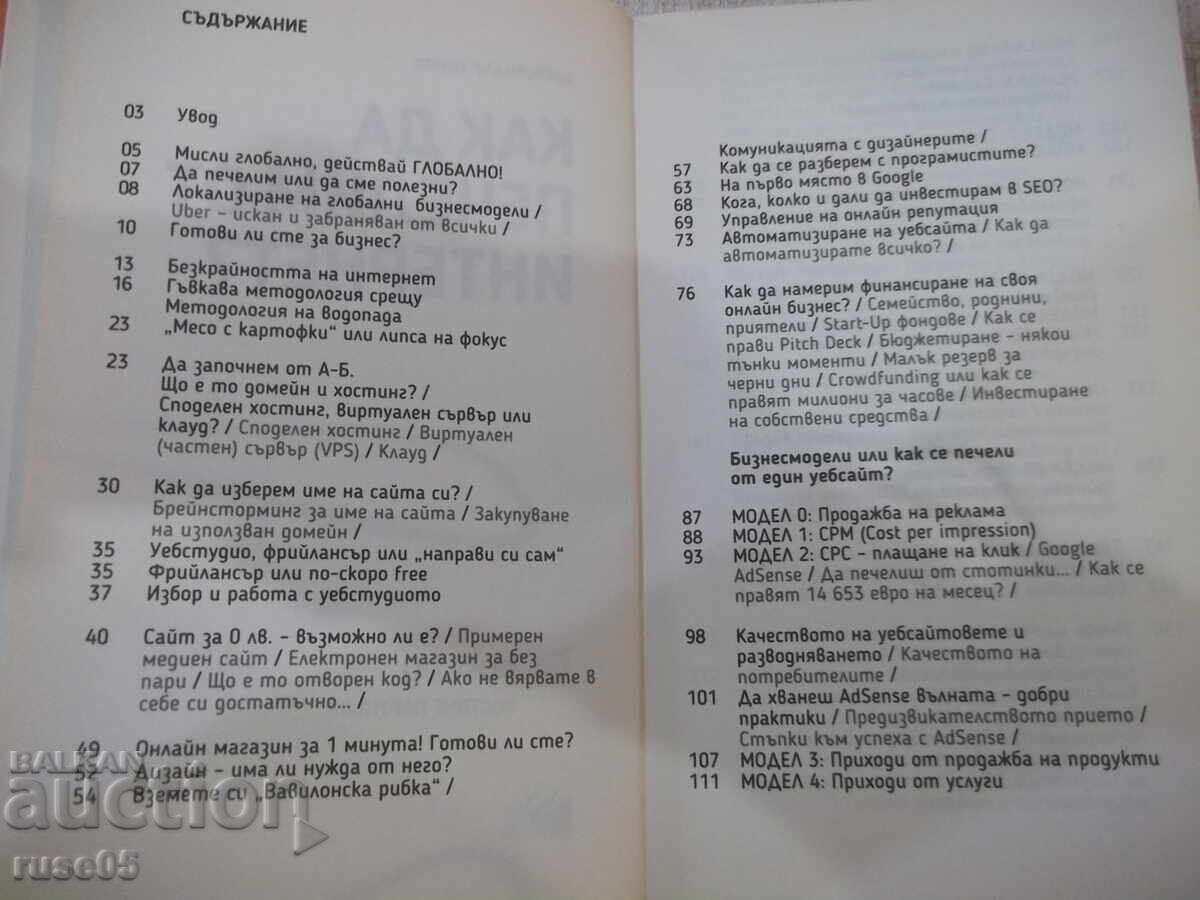 СЪДЪРЖАНИЕ
03 Увод
05 Мисли глобално, действай ГЛОБАЛНО!
07 Да печелим или да сме полезни?
08 Локализиране на глобални бизнесмодели /
Uber – искан и забраняван от всички /
10 Готови ли сте за бизнес?
13 Безкрайността на интернет
16 Гъвкава методология срещу
Методология на водопада
23 „Месо с картофки“ или липса на фокус
23 Да започнем от А-Б.
Що е то домейн и хостинг? /
Споделен хостинг, виртуален сървър или
клауд? / Споделен хостинг / Виртуален
(частен) сървър (VPS) / Клауд /
30 Как да изберем име на сайта си? /
Брейнсторминг за име на сайта / Закупуване
на използван домейн /
35 Уебстудио, фрийлансър или „направи си сам“
35 Фрийлансър или по-скоро free
37 Избор и работа с уебстудиото
40 Сайт за 0 лв. – възможно ли е? / Примерен
медиен сайт / Електронен магазин за без
пари / Що е то отворен код? / Ако не вярвате в
себе си достатъчно... /
49 Онлайн магазин за 1 минута! Готови ли сте?
52 Дизайн – има ли нужда от него?
54 Вземете си „Вавилонска рибка“ /
Комуникацията с дизайнерите /
57 Как да се разберем с програмистите?
63 На първо място в Google
68 Кога, колко и дали да инвестирам в SEO?
69 Управление на онлайн репутация
73 Автоматизиране на уебсайта / Как да
автоматизирате всичко? /
76 Как да намерим финансиране на своя
онлайн бизнес? / Семейство, роднини,
приятели / Start-Up фондове / Как се
прави Pitch Deck / Бюджетиране – някои
тънки моменти / Малък резерв за
черни дни / Crowdfunding или как се
правят милиони за часове / Инвестиране
на собствени средства /
Бизнесмодели или как се печели
от един уебсайт?
87 МОДЕЛ 0: Продажба на реклама
88 МОДЕЛ 1: CPM (Cost per impression)
93 МОДЕЛ 2: CPC – плащане на клик / Google
AdSense / Да печелиш от стотинки... / Как се
правят 14 653 евро на месец? /
98 Качеството на уебсайтовете и
разводняването / Качеството на
потребителите /
101 Да хванеш AdSense вълната – добри
практики / Предизвикателството прието /
Стъпки към успеха с AdSense /
107 МОДЕЛ 3: Приходи от продажба на продукти
111 МОДЕЛ 4: Приходи от услуги
BALKAN
auction
ruse05